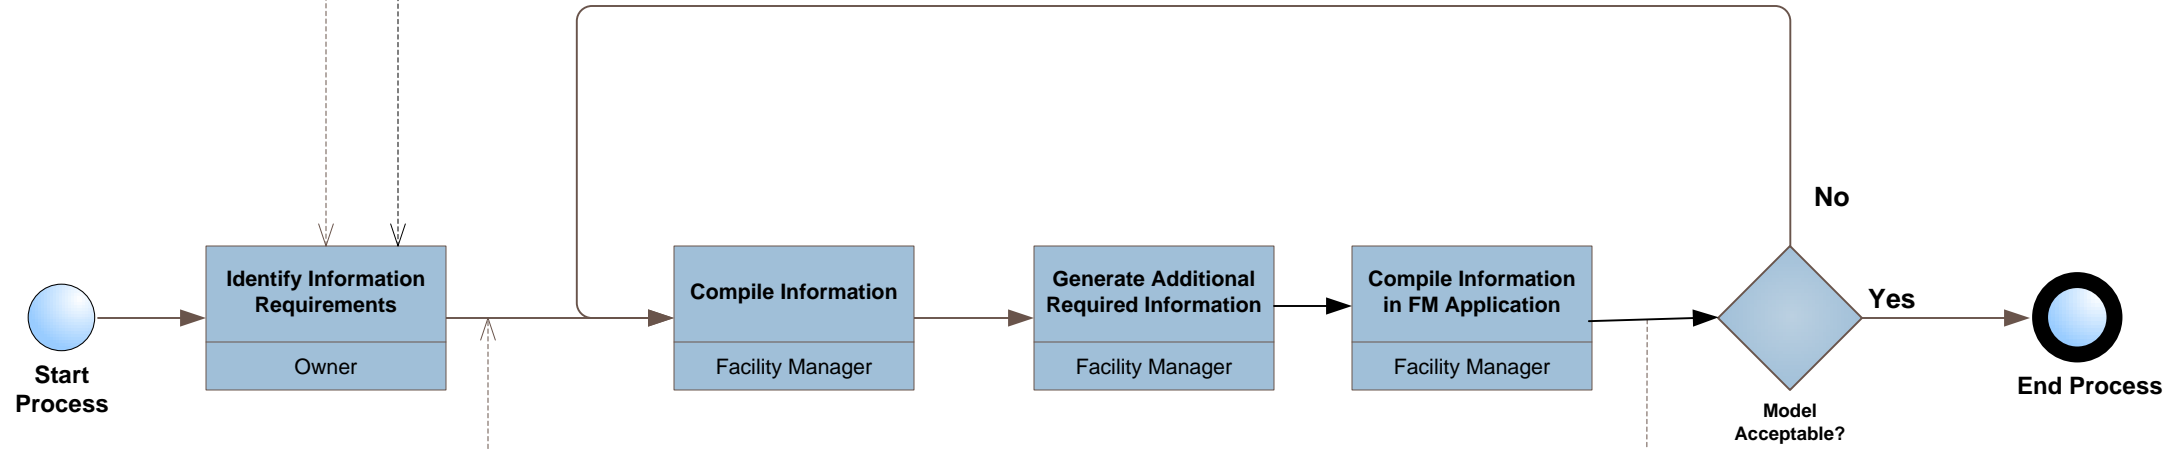 No
Identify Information
Requirements
Owner
Compile Information
Facility Manager
Generate Additional
Required Information
Facility Manager
Compile Information
in FM Application
Facility Manager
Yes
Start
Process
End Process
Model
Acceptable?